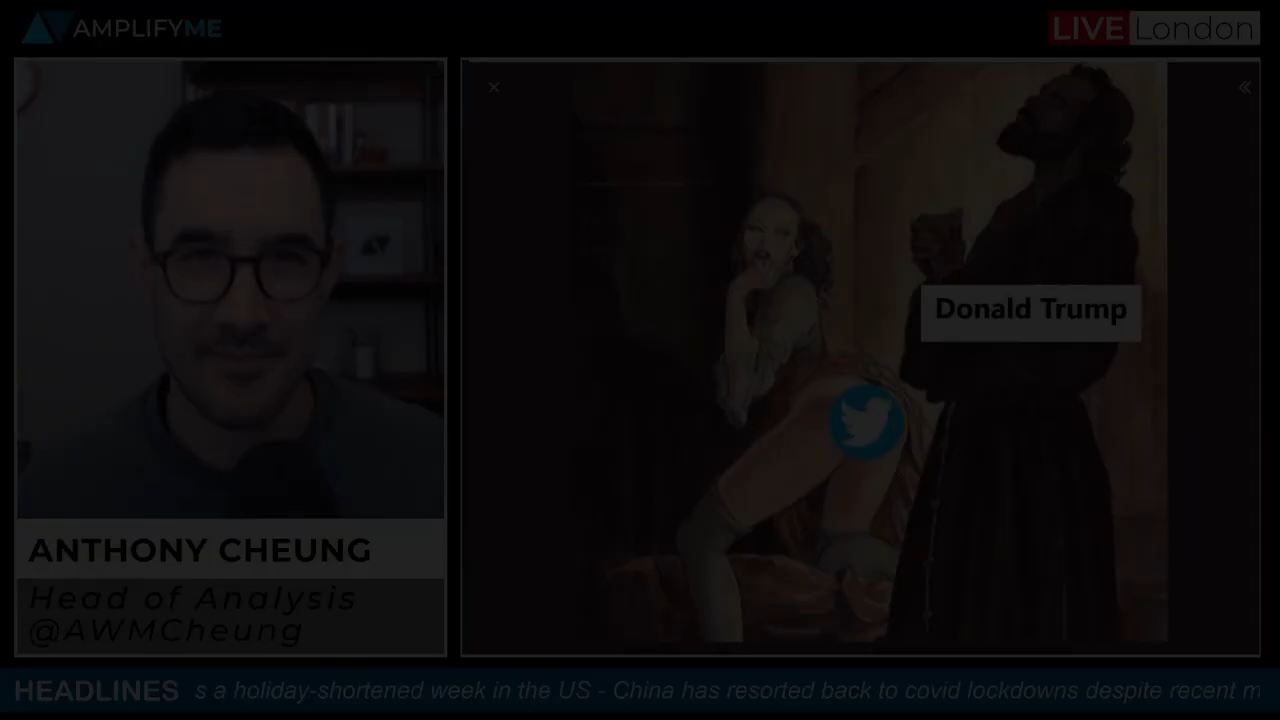 AMPLIFYME
LIVE London
Donald Trump
ANTHONY CHEUNG
Head of Analysis
@AWMCheung
HEADLINES s a holiday-shortened week in the US - China has resorted back to covid lockdowns despite recent m